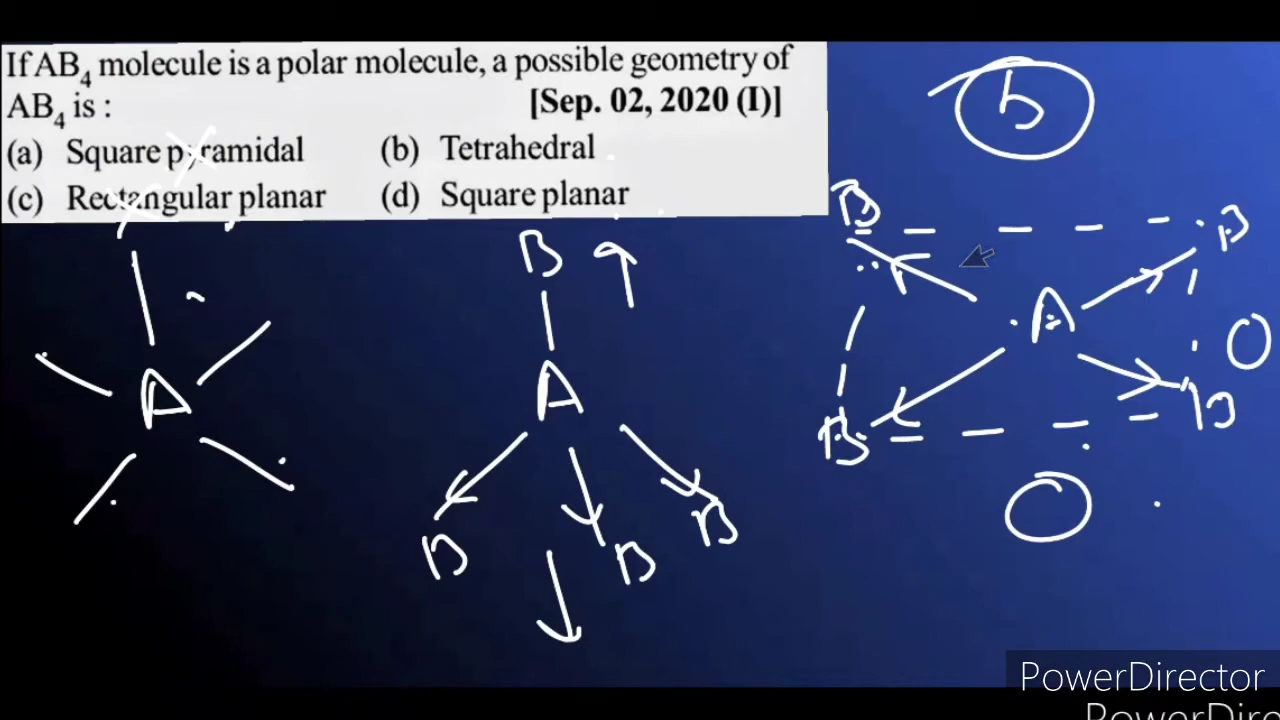 If AB4 molecule is a polar molecule, a possible geometry of
AB4 is : [Sep. 02, 2020 (I)]
(a) Square pyramidal (b) Tetrahedral
(c) Rectangular planar (d) Square planar
b
B
B B
A
A
A
B B
B B B
O
O
PowerDirector
PowerDire